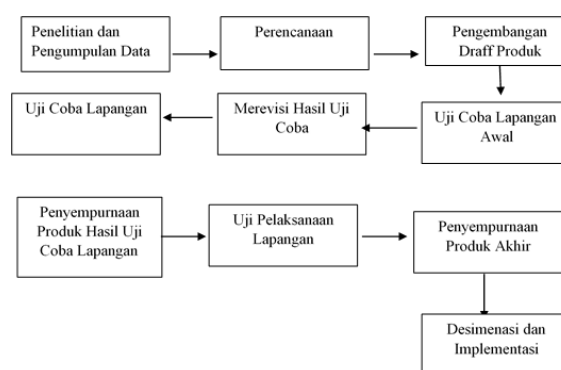 Penelitian dan
Pengumpulan Data
Perencanaan
Pengembangan
Draff Produk
Uji Coba Lapangan
Awal
Merevisi Hasil Uji
Coba
Uji Coba Lapangan
Penyempurnaan
Produk Hasil Uji
Coba Lapangan
Uji Pelaksanaan
Lapangan
Penyempurnaan
Produk Akhir
Desimenasi dan
Implementasi